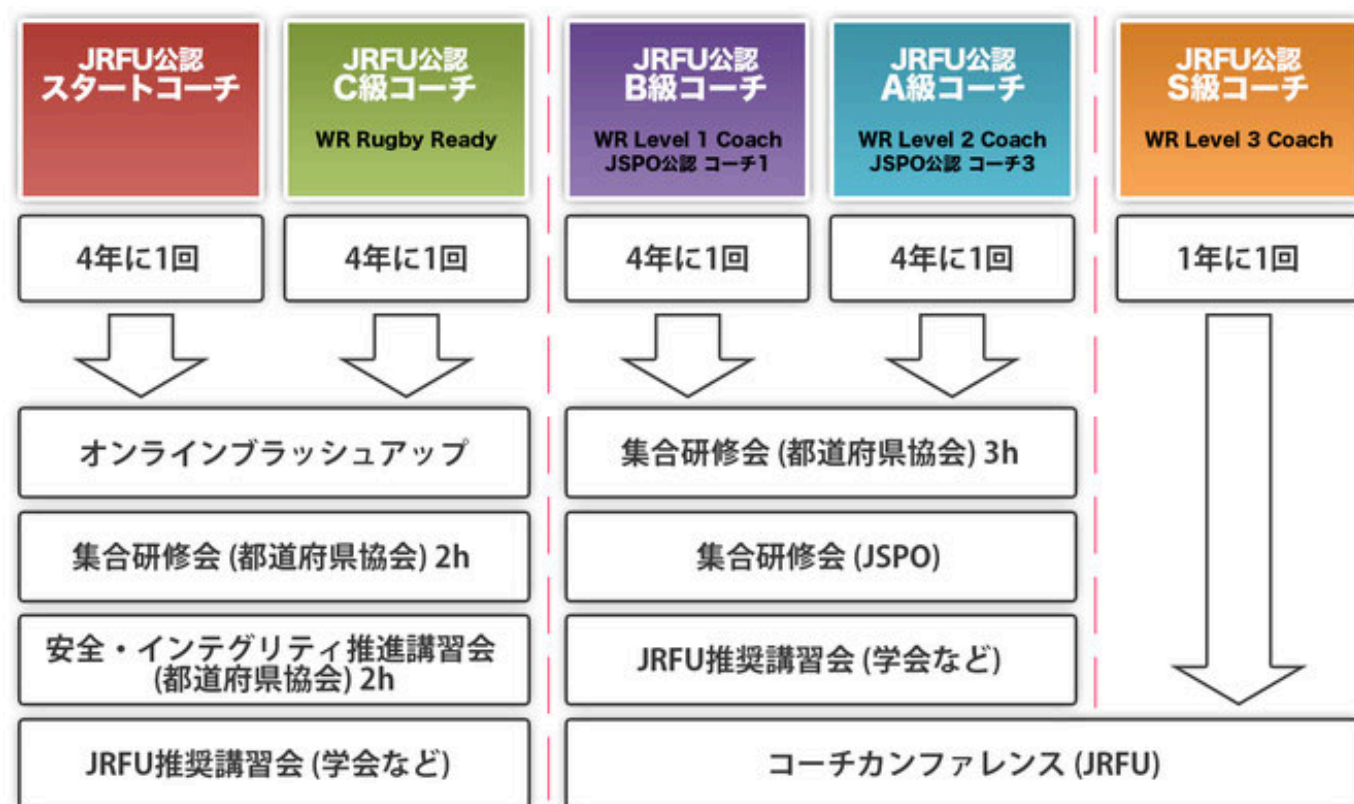 JRFU公認
スタートコーチ
JRFU公認
C級コーチ
WR Rugby Ready
JRFU公認
B級コーチ
WR Level 1 Coach
JSPO公認 コーチ1
JRFU公認
A級コーチ
WR Level 2 Coach
JSPO公認 コーチ3
JRFU公認
S級コーチ
WR Level 3 Coach
4年に1回
4年に1回
4年に1回
4年に1回
1年に1回
オンラインブラッシュアップ
集合研修会 (都道府県協会) 2h
安全・インテグリティ推進講習会
(都道府県協会) 2h
JRFU推奨講習会 (学会など)
集合研修会 (都道府県協会) 3h
集合研修会 (JSPO)
JRFU推奨講習会 (学会など)
コーチカンファレンス (JRFU)